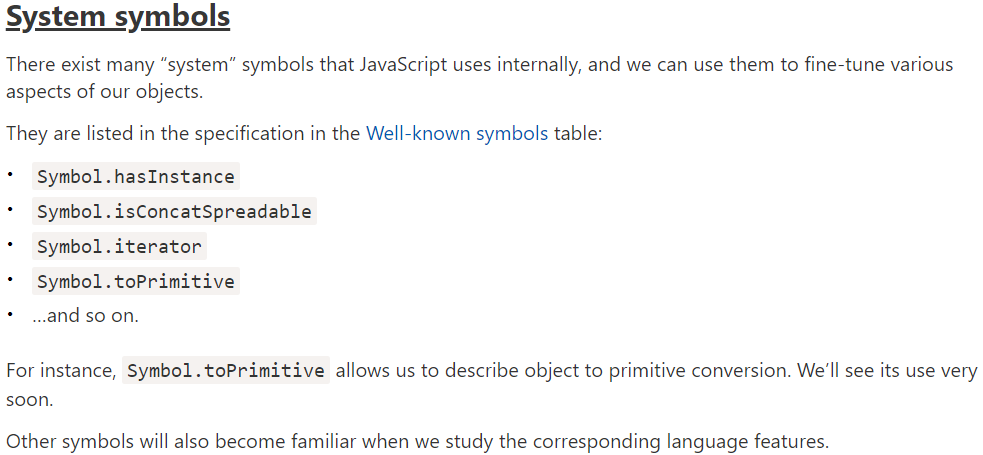 System symbols
There exist many “system” symbols that JavaScript uses internally, and we can use them to fine-tune various
aspects of our objects.
They are listed in the specification in the Well-known symbols table:
• Symbol.hasInstance
• Symbol.isConcatSpreadable
• Symbol.iterator
• Symbol.toPrimitive
• …and so on.
For instance, Symbol.toPrimitive allows us to describe object to primitive conversion. We’ll see its use very
soon.
Other symbols will also become familiar when we study the corresponding language features.